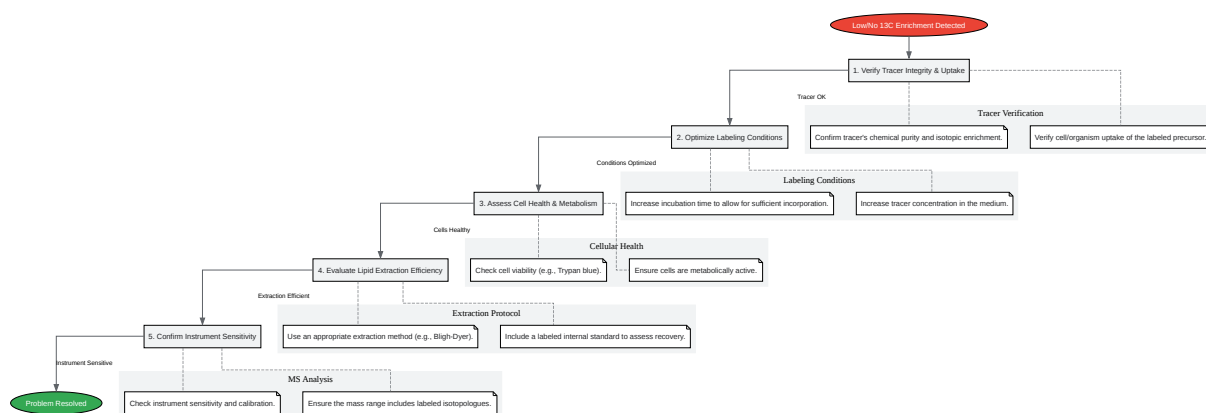 Low/No 13C Enrichment Detected
1. Verify Tracer Integrity & Uptake
Tracer OK
Tracer Verification
Confirm tracer's chemical purity and isotopic enrichment.
Verify cell/organism uptake of the labeled precursor.
2. Optimize Labeling Conditions
Conditions Optimized
Labeling Conditions
Increase incubation time to allow for sufficient incorporation.
Increase tracer concentration in the medium.
3. Assess Cell Health & Metabolism
Cells Healthy
Cellular Health
Check cell viability (e.g., Trypan blue).
Ensure cells are metabolically active.
4. Evaluate Lipid Extraction Efficiency
Extraction Efficient
Extraction Protocol
Use an appropriate extraction method (e.g., Bligh-Dyer).
Include a labeled internal standard to assess recovery.
5. Confirm Instrument Sensitivity
Instrument Sensitive
MS Analysis
Check instrument sensitivity and calibration.
Ensure the mass range includes labeled isotopologues.
Problem Resolved